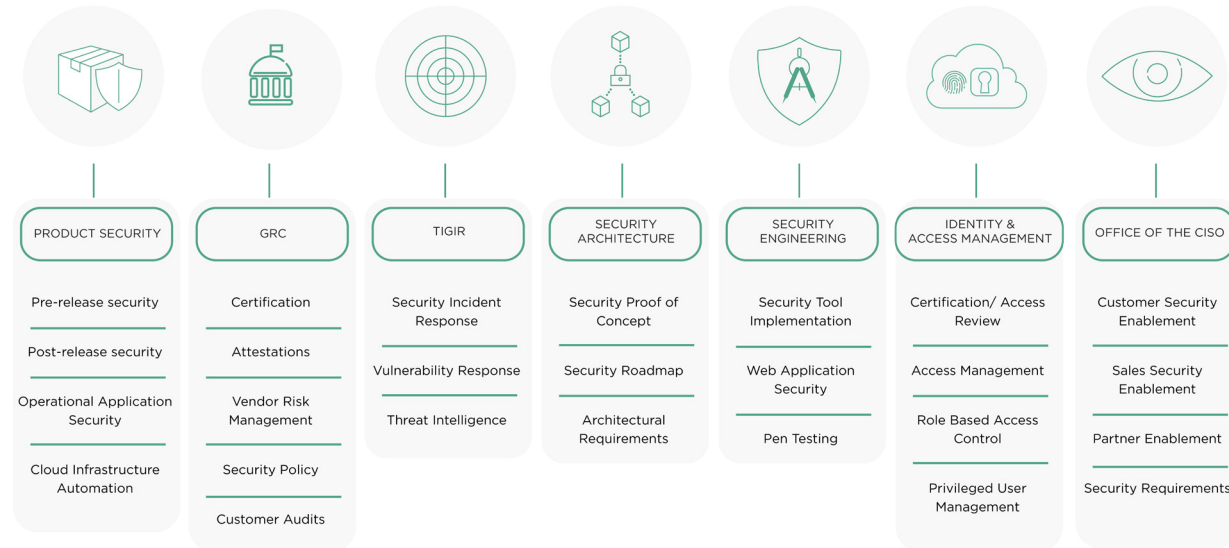 PRODUCT SECURITY
Pre-release security
Post-release security
Operational Application
Security
Cloud Infrastructure
Automation
GRC
Certification
Attestations
Vendor Risk
Management
Security Policy
Customer Audits
TIGIR
Security Incident
Response
Vulnerability Response
Threat Intelligence
SECURITY
ARCHITECTURE
Security Proof of
Concept
Security Roadmap
Architectural
Requirements
SECURITY
ENGINEERING
Security Tool
Implementation
Web Application
Security
Pen Testing
IDENTITY &
ACCESS MANAGEMENT
Certification/ Access
Review
Access Management
Role Based Access
Control
Privileged User
Management
OFFICE OF THE CISO
Customer Security
Enablement
Sales Security
Enablement
Partner Enablement
Security Requirements